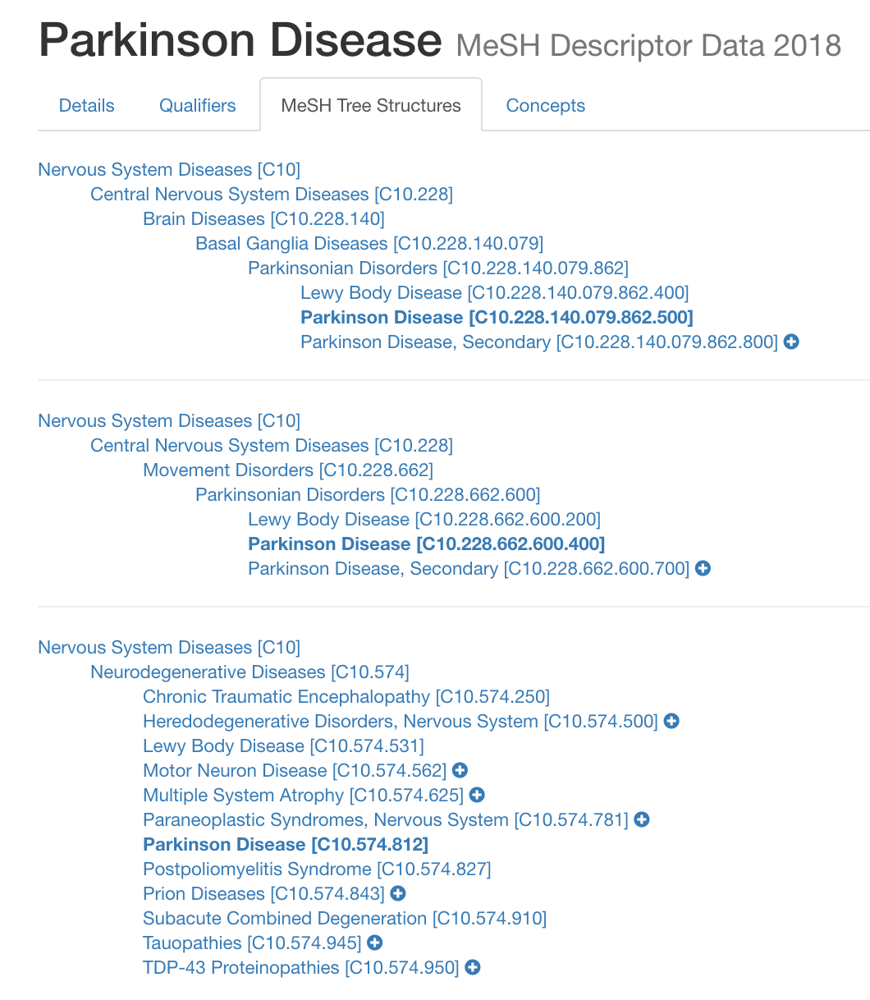 Parkinson Disease MeSH Descriptor Data 2018
Details Qualifiers MeSH Tree Structures Concepts
Nervous System Diseases [C10]
Central Nervous System Diseases [C10.228]
Brain Diseases [C10.228.140]
Basal Ganglia Diseases [C10.228.140.079]
Parkinsonian Disorders [C10.228.140.079.862]
Lewy Body Disease [C10.228.140.079.862.400]
Parkinson Disease [C10.228.140.079.862.500]
Parkinson Disease, Secondary [C10.228.140.079.862.800]
Nervous System Diseases [C10]
Central Nervous System Diseases [C10.228]
Movement Disorders [C10.228.662]
Parkinsonian Disorders [C10.228.662.600]
Lewy Body Disease [C10.228.662.600.200]
Parkinson Disease [C10.228.662.600.400]
Parkinson Disease, Secondary [C10.228.662.600.700]
Nervous System Diseases [C10]
Neurodegenerative Diseases [C10.574]
Chronic Traumatic Encephalopathy [C10.574.250]
Heredodegenerative Disorders, Nervous System [C10.574.500]
Lewy Body Disease [C10.574.531]
Motor Neuron Disease [C10.574.562]
Multiple System Atrophy [C10.574.625]
Paraneoplastic Syndromes, Nervous System [C10.574.781]
Parkinson Disease [C10.574.812]
Postpoliomyelitis Syndrome [C10.574.827]
Prion Diseases [C10.574.843]
Subacute Combined Degeneration [C10.574.910]
Tauopathies [C10.574.945]
TDP-43 Proteinopathies [C10.574.950]